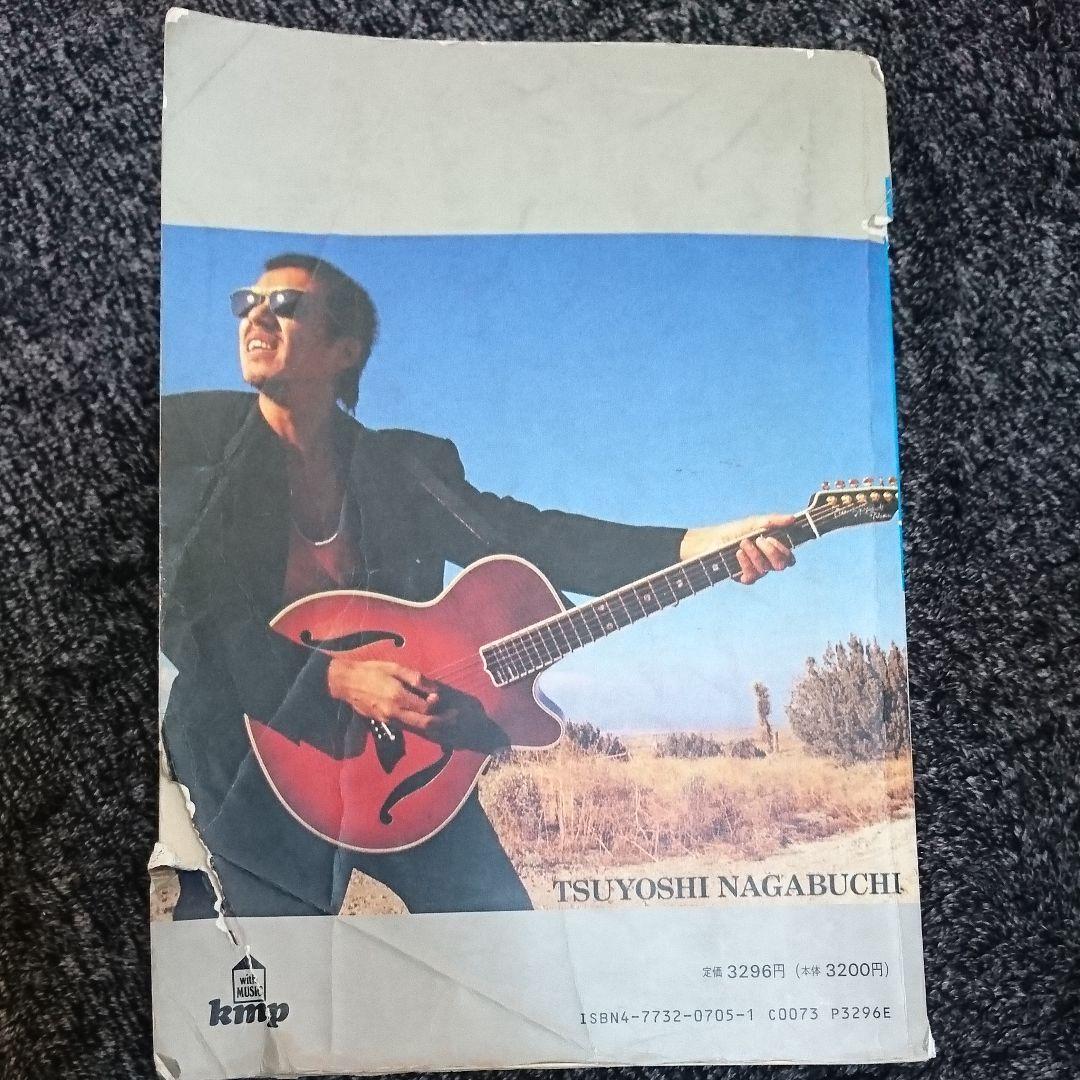 TSUYOSHI NAGABUCHI
定価 3296円 (本体 3200円)
with
MUSIC
kmp
ISBN4-7732-0705-1 C0073 P3296E